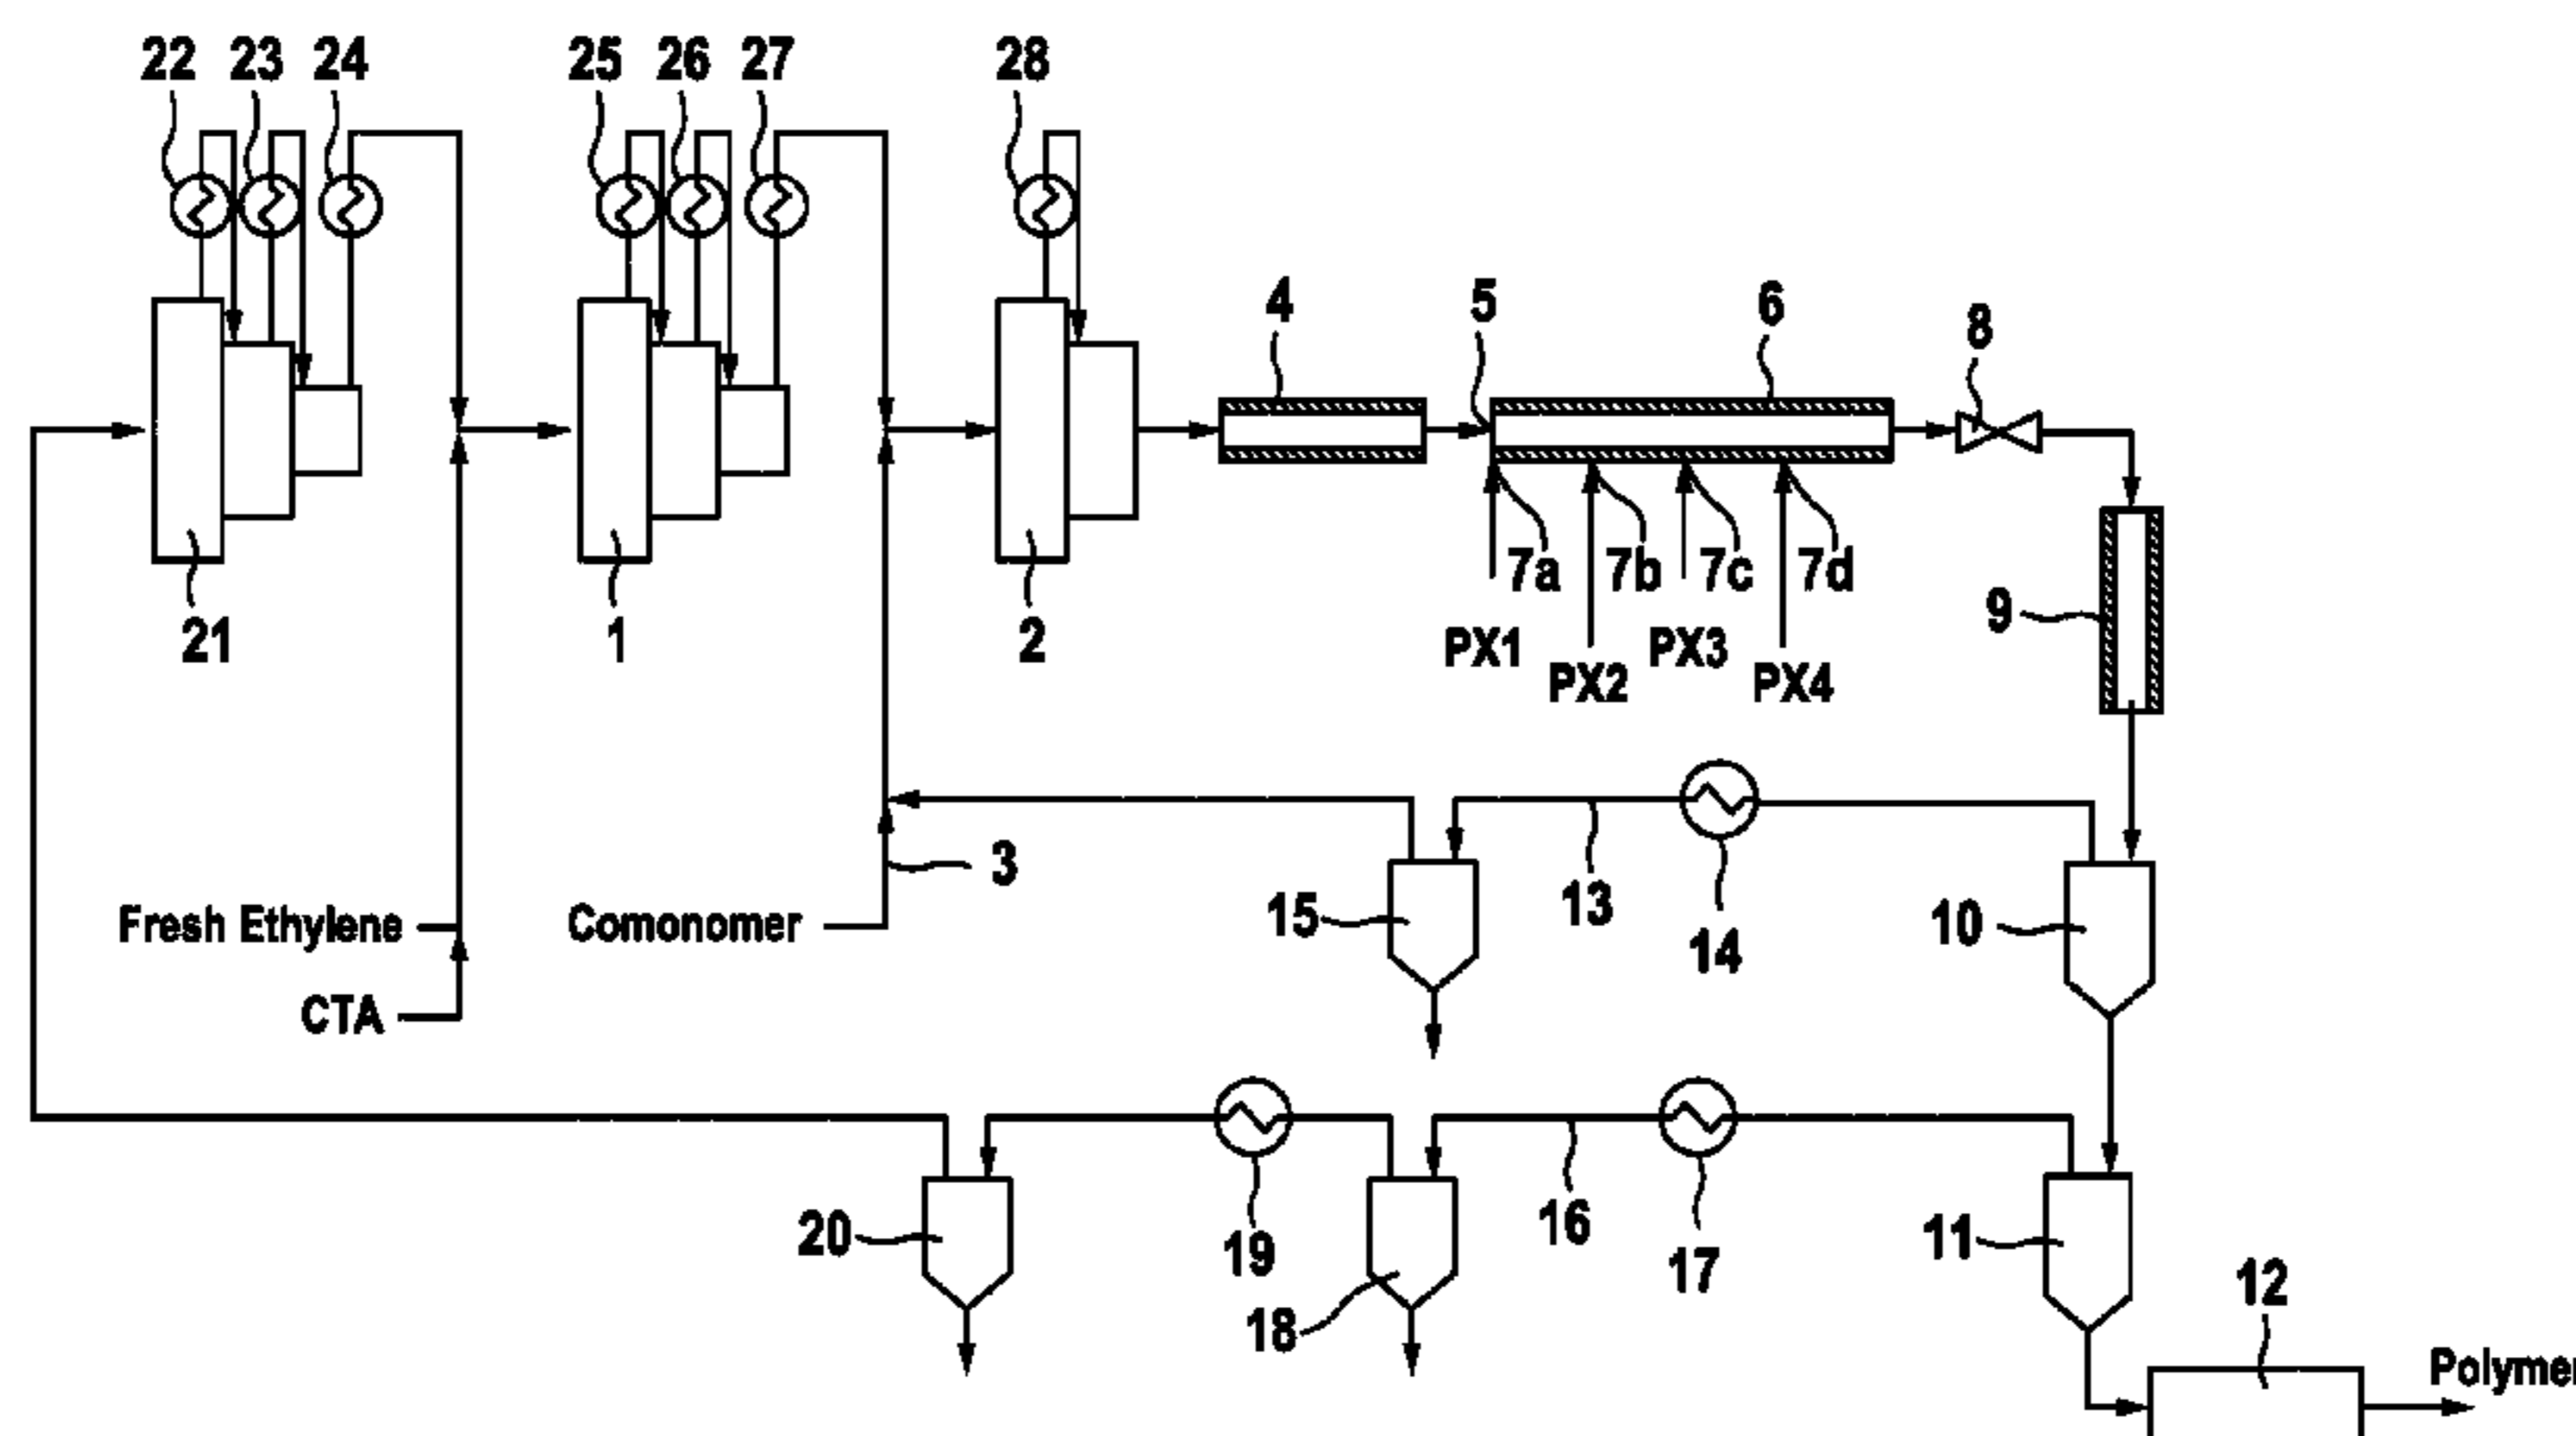 22 23 24 25 26 27 28
4 5 6 8
7a 7b 7c 7d
9
21 1 2
PX1 PX3
PX2 PX4
3
15 13 14 10
Fresh Ethylene Comonomer
CTA
20 19 16 17 11
18
12
Polymer